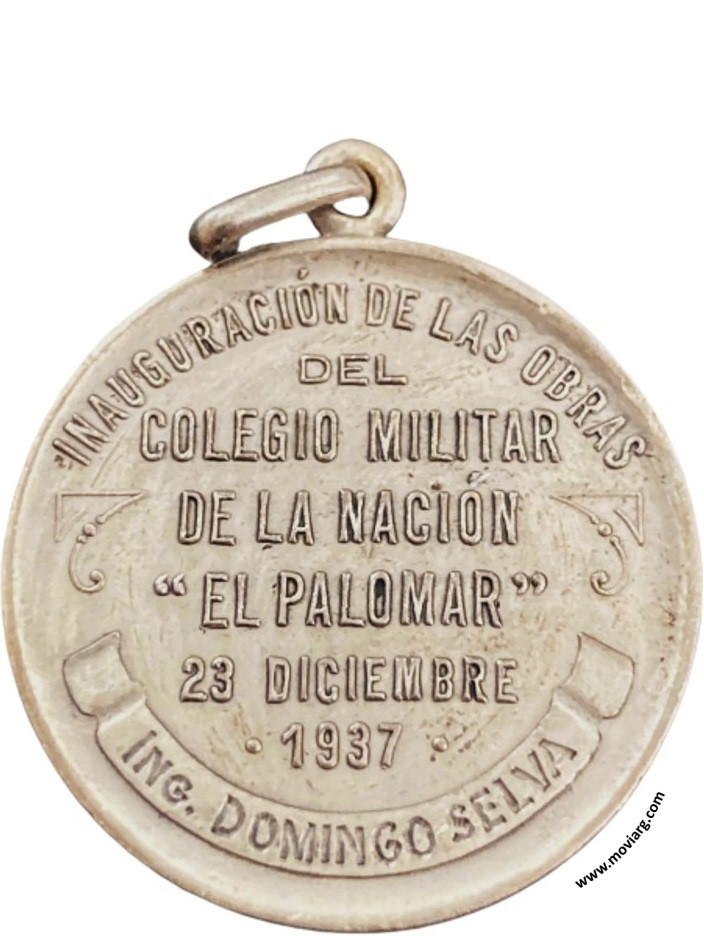 INAUGURACIÓN DE LAS OBRAS
DEL
COLEGIO MILITAR
DE LA NACIÓN
“EL PALOMAR”
23 DICIEMBRE
· 1937 ·
ING. DOMINGO SELVA
www.moviarg.com